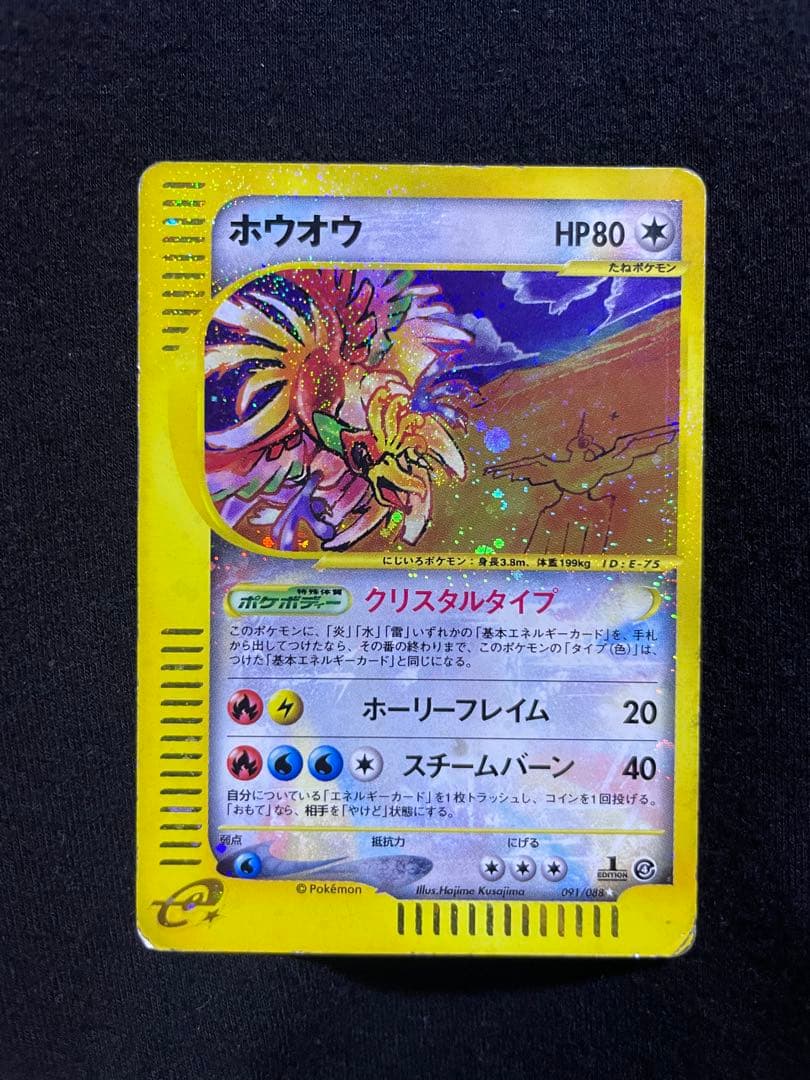 ホウオウ HP80
たねポケモン
にじいろポケモン：身長3.8m、体重199kg ID:E-75
特殊体質
ポケボディー クリスタルタイプ
このポケモンに、「炎」「水」「雷」いずれかの「基本エネルギーカード」を、手札
から出してつけたなら、その番の終わりまで、このポケモンの「タイプ（色）」は、
つけた「基本エネルギーカード」と同じになる。
ホーリーフレイム 20
スチームバーン 40
自分についている「エネルギーカード」を1枚トラッシュし、コインを1回投げる。
「おもて」なら、相手を「やけど」状態にする。
弱点 抵抗力 にげる
1 EDITION
© Pokémon Illus.Hajime Kusajima 091/088
e